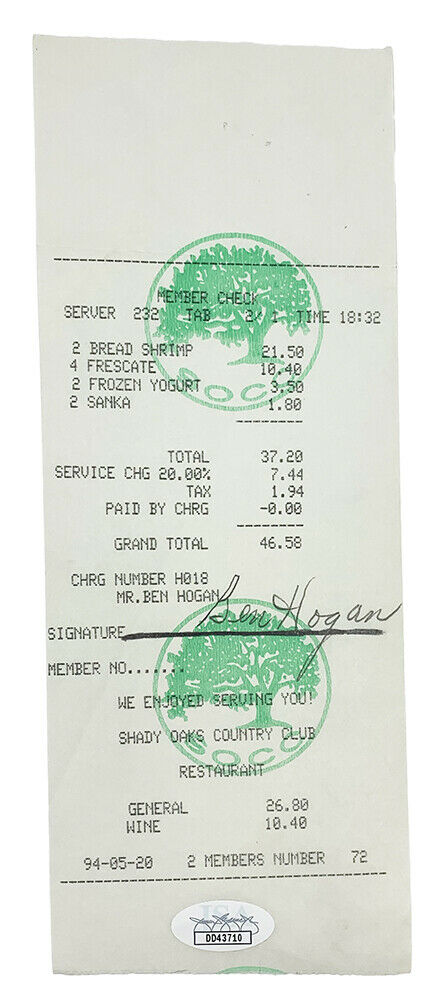 MEMBER CHECK
SERVER 232 TAB 2/ 1 TIME 18:32
2 BREAD SHRIMP 21.50
4 FRESCATE 10.40
2 FROZEN YOGURT 3.50
2 SANKA 1.80
SOCC
TOTAL 37.20
SERVICE CHG 20.00% 7.44
TAX 1.94
PAID BY CHRG -0.00
GRAND TOTAL 46.58
CHRG NUMBER H018
MR.BEN HOGAN
Ben Hogan
SIGNATURE
MEMBER NO.......
WE ENJOYED SERVING YOU!
SHADY OAKS COUNTRY CLUB
SOCC
RESTAURANT
GENERAL 26.80
WINE 10.40
94-05-20 2 MEMBERS NUMBER 72
JSA
DD43710